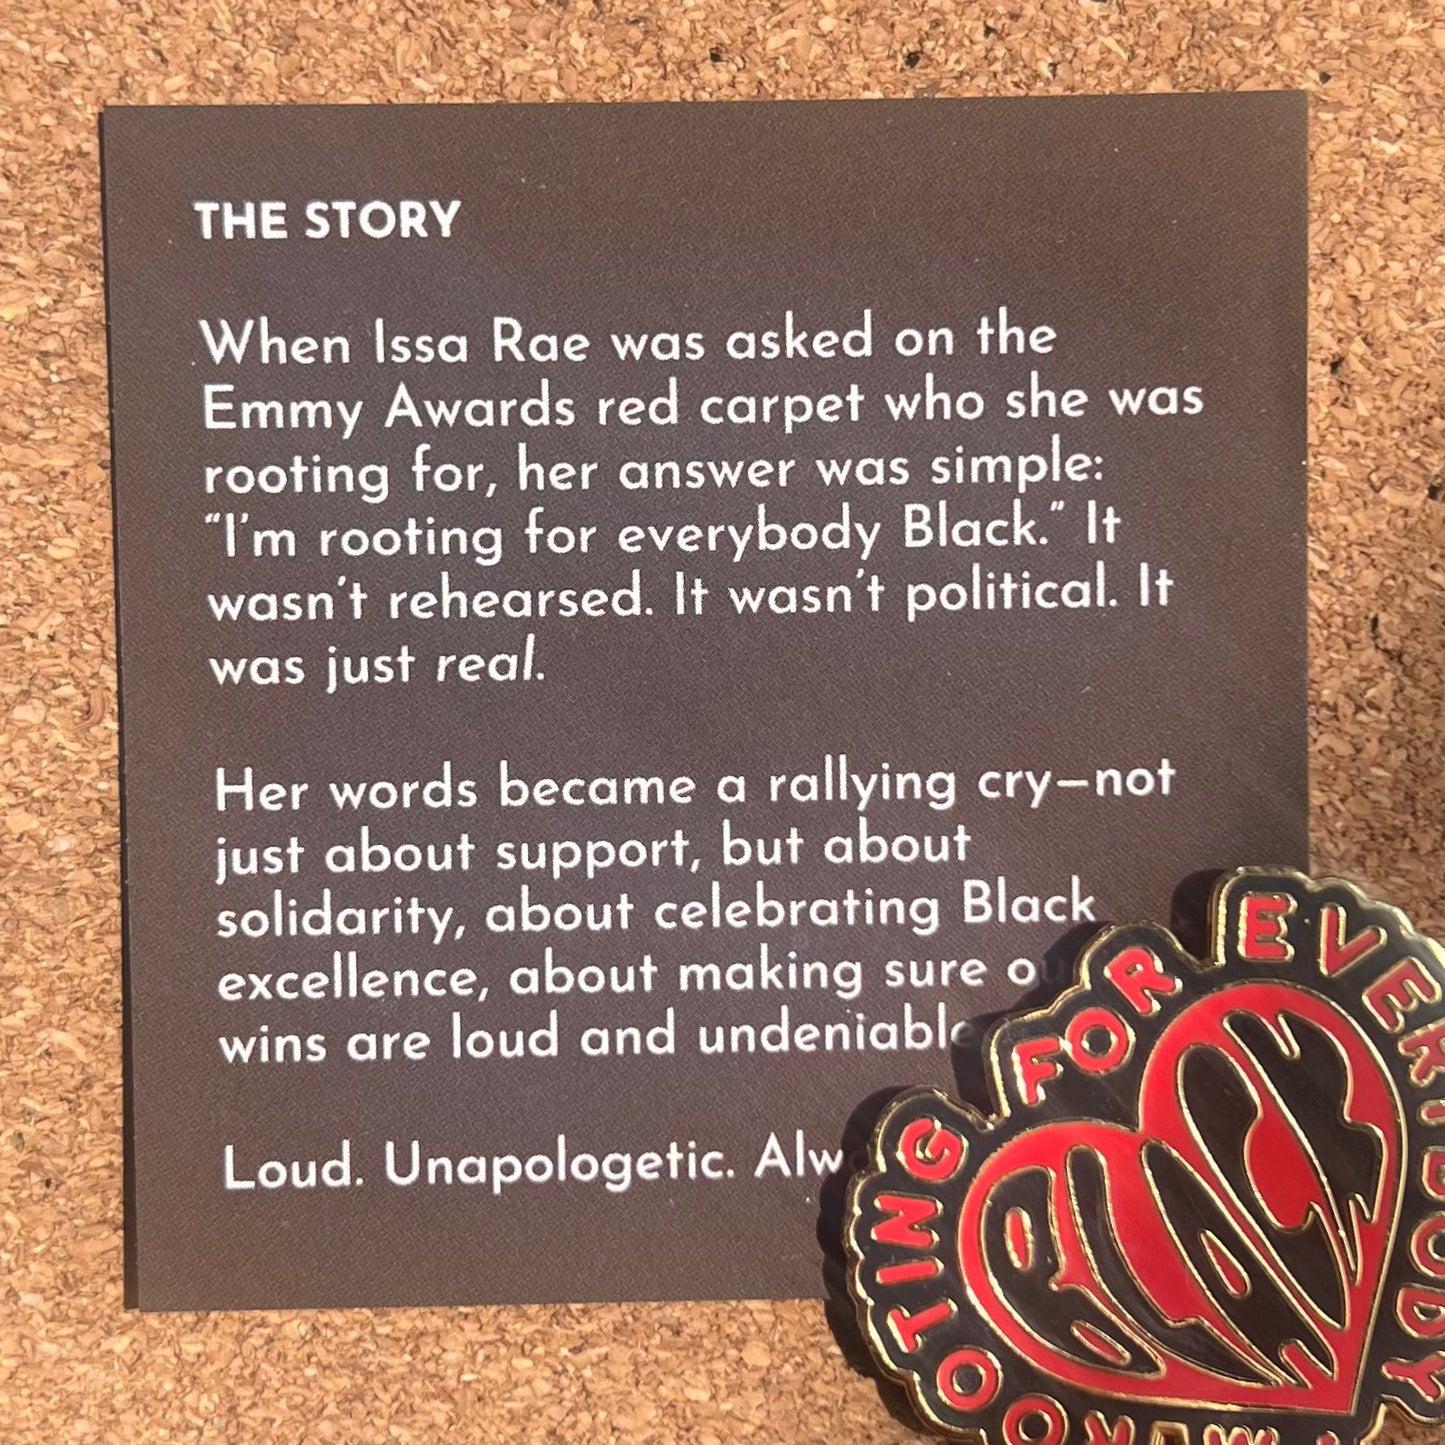 THE STORY
When Issa Rae was asked on the
Emmy Awards red carpet who she was
rooting for, her answer was simple:
“I’m rooting for everybody Black.” It
wasn’t rehearsed. It wasn’t political. It
was just real.
Her words became a rallying cry—not
just about support, but about
solidarity, about celebrating Black
excellence, about making sure
wins are loud and undeniable
Loud. Unapologetic.
I'M ROOTING FOR EVERYBODY
BLACK